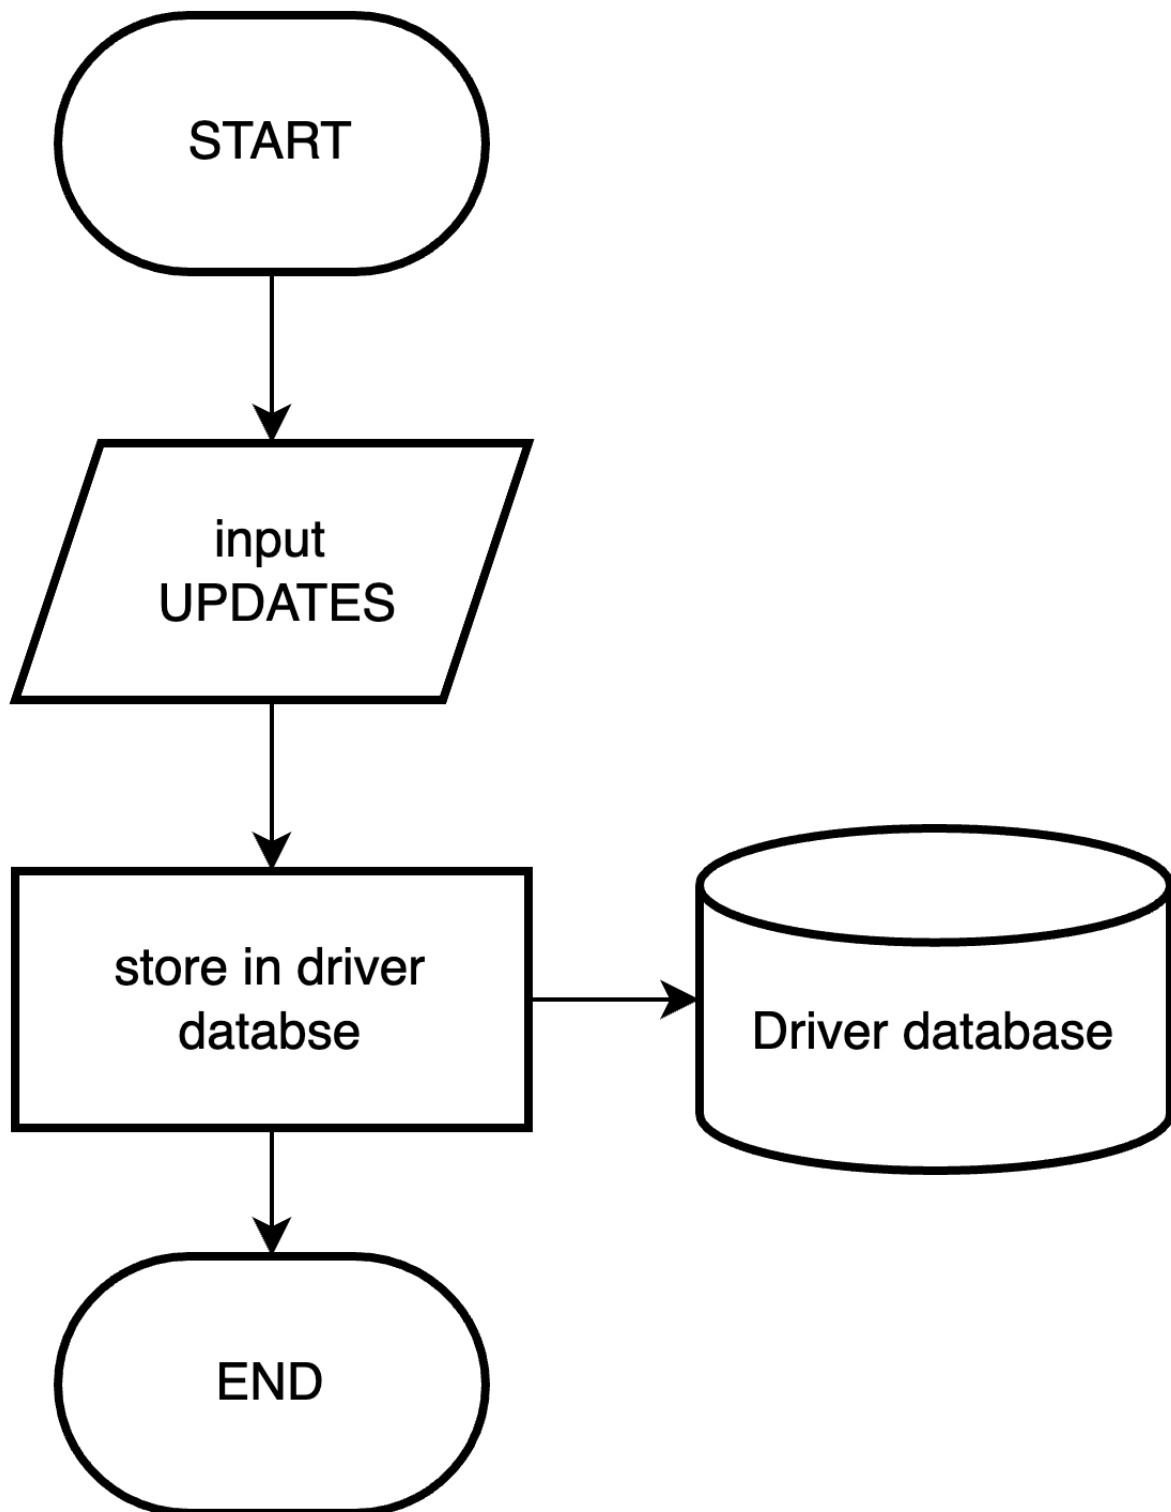 START
input
UPDATES
store in driver
databse
Driver database
END